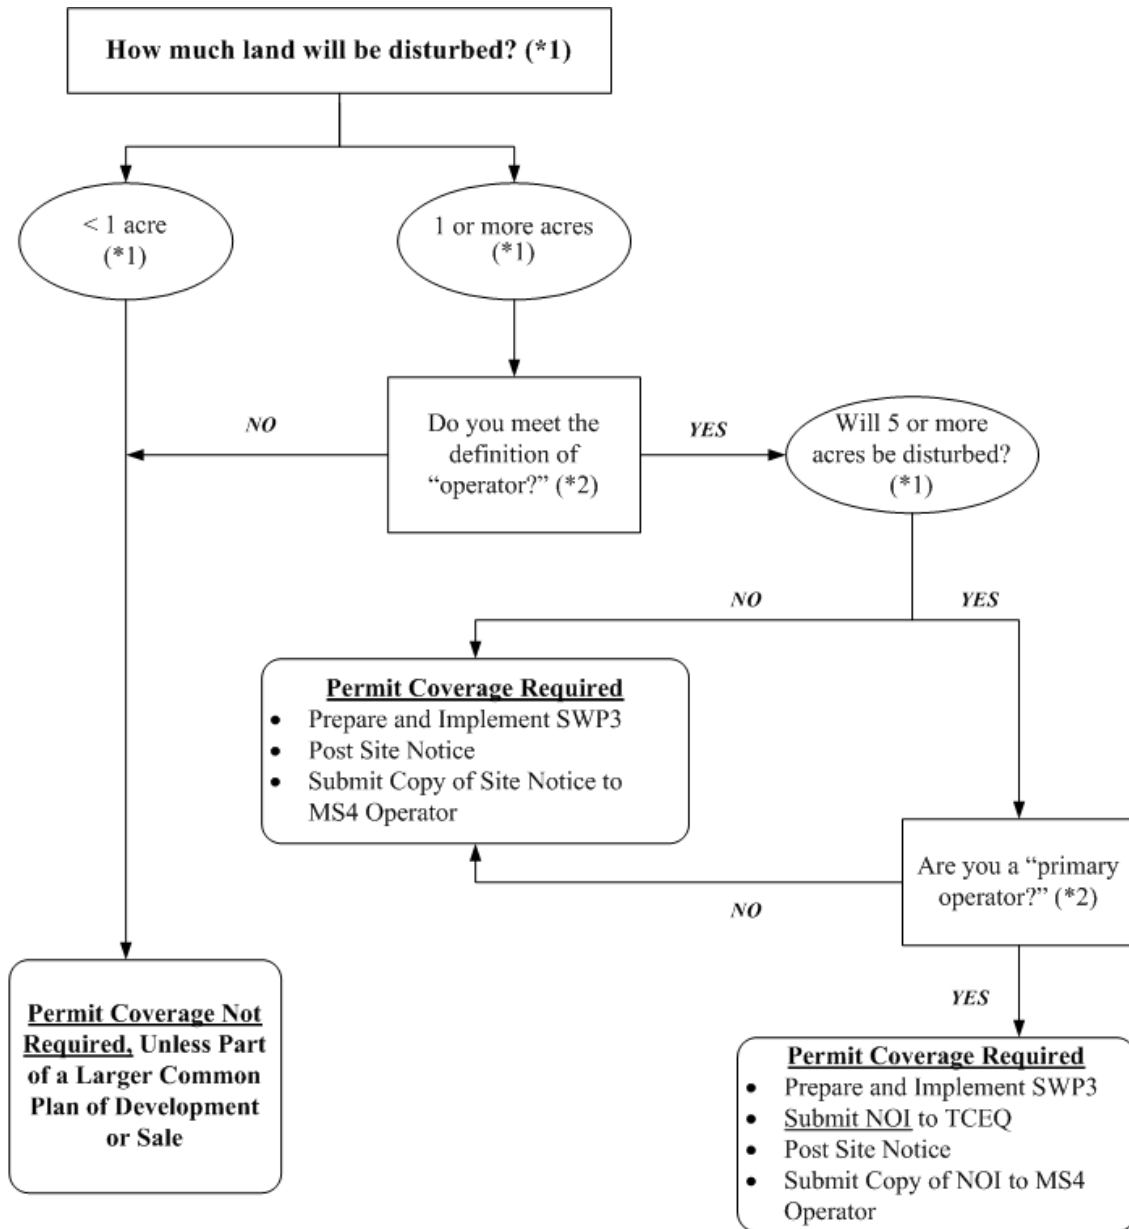 How much land will be disturbed? (*1)
< 1 acre
(*1)
1 or more acres
(*1)
Do you meet the
definition of
“operator?” (*2)
NO
YES
Will 5 or more
acres be disturbed?
(*1)
NO
YES
Permit Coverage Required
• Prepare and Implement SWP3
• Post Site Notice
• Submit Copy of Site Notice to
MS4 Operator
Are you a “primary
operator?” (*2)
NO
YES
Permit Coverage Not
Required, Unless Part
of a Larger Common
Plan of Development
or Sale
Permit Coverage Required
• Prepare and Implement SWP3
• Submit NOI to TCEQ
• Post Site Notice
• Submit Copy of NOI to MS4
Operator